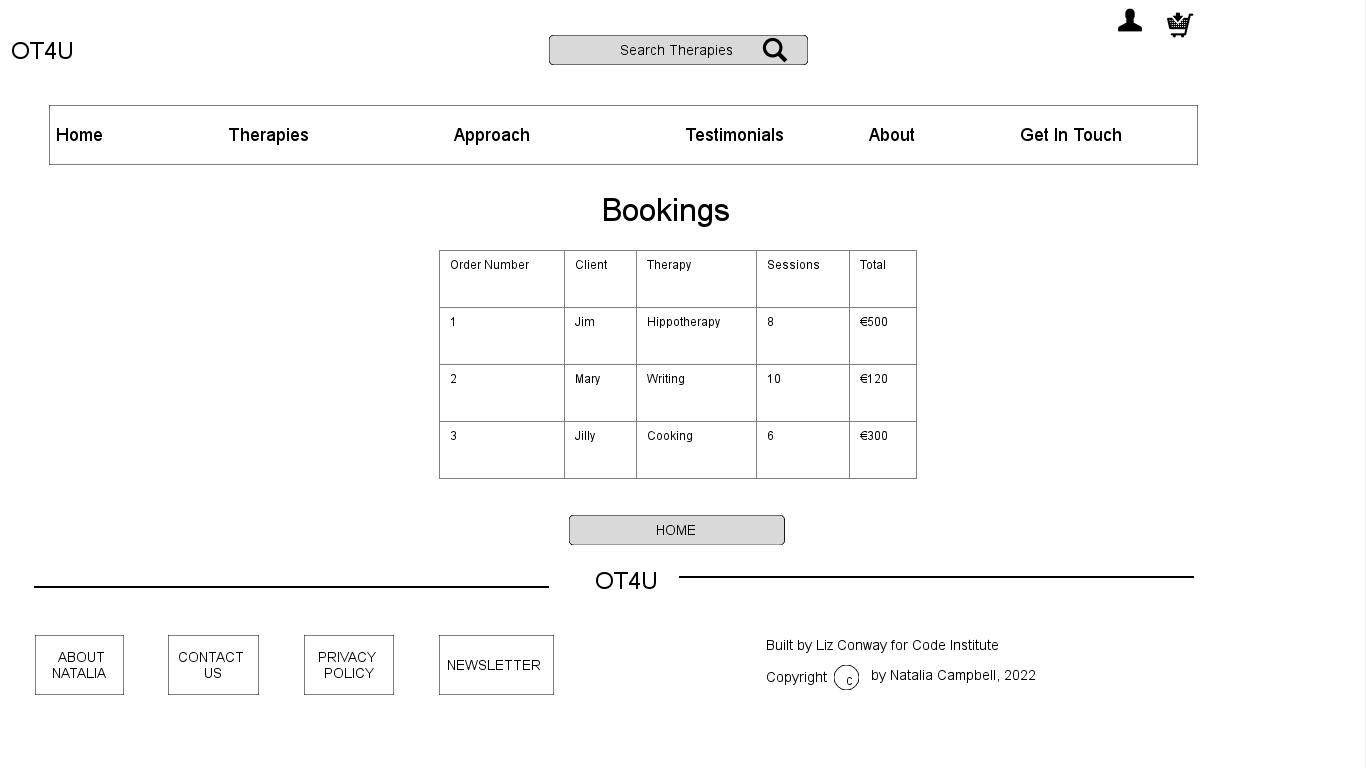 OT4U
Search Therapies
Home Therapies Approach Testimonials About Get In Touch
Bookings
Order Number Client Therapy Sessions Total
1 Jim Hippotherapy 8 €500
2 Mary Writing 10 €120
3 Jilly Cooking 6 €300
HOME
OT4U
ABOUT
NATALIA
CONTACT
US
PRIVACY
POLICY
NEWSLETTER
Built by Liz Conway for Code Institute
Copyright c by Natalia Campbell, 2022